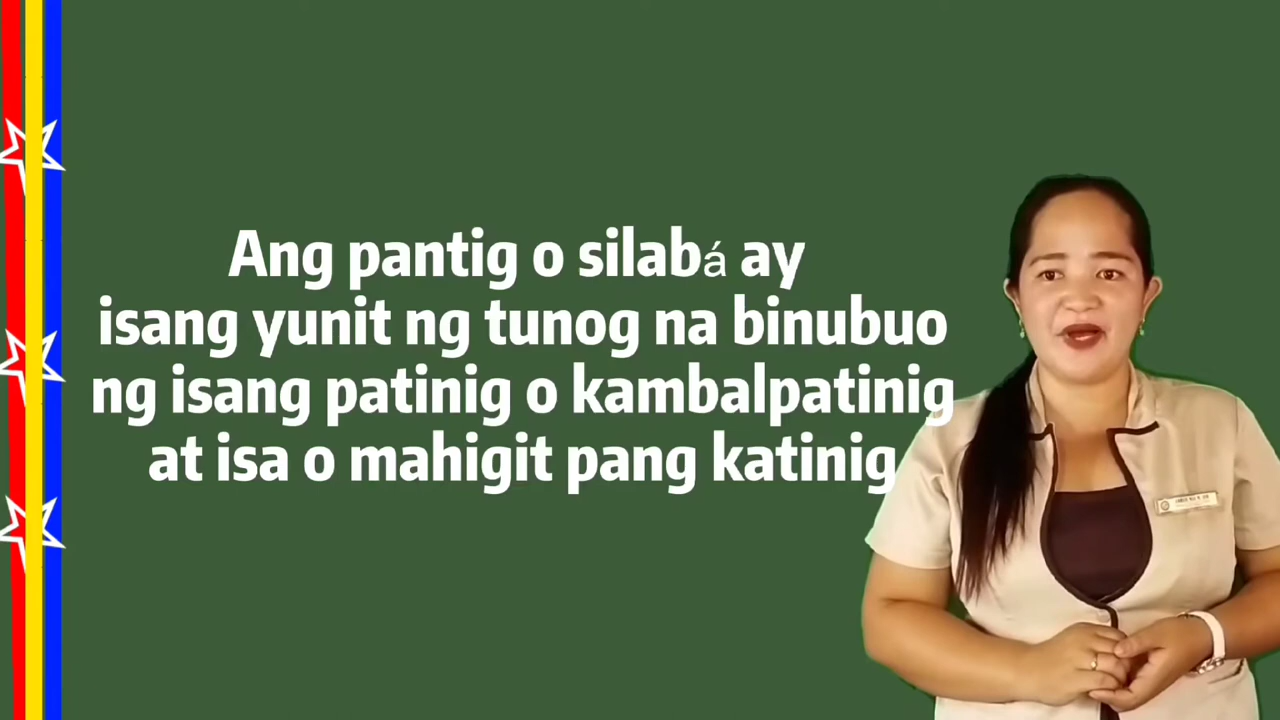 Ang pantig o silabá ay
isang yunit ng tunog na binubuo
ng isang patinig o kambalpatinig
at isa o mahigit pang katinig